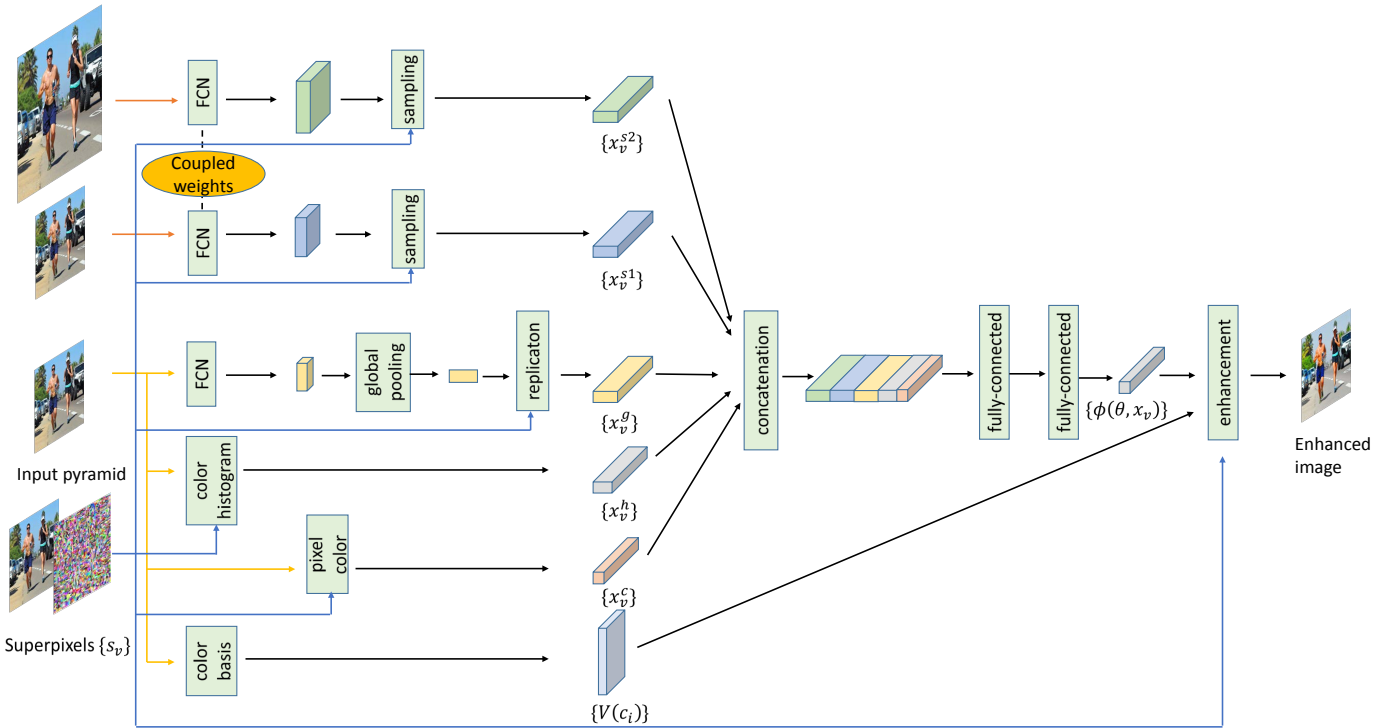 FCN
sampling
{x_v^{s2}}
Coupled
weights
FCN
sampling
{x_v^{s1}}
FCN
global
pooling
replicaton
{x_v^g}
concatenation
fully-connected
fully-connected
{ϕ(θ, x_v)}
enhancement
Enhanced
image
Input pyramid
color
histogram
{x_v^h}
pixel
color
{x_v^c}
Superpixels {s_v}
color
basis
{V(c_i)}